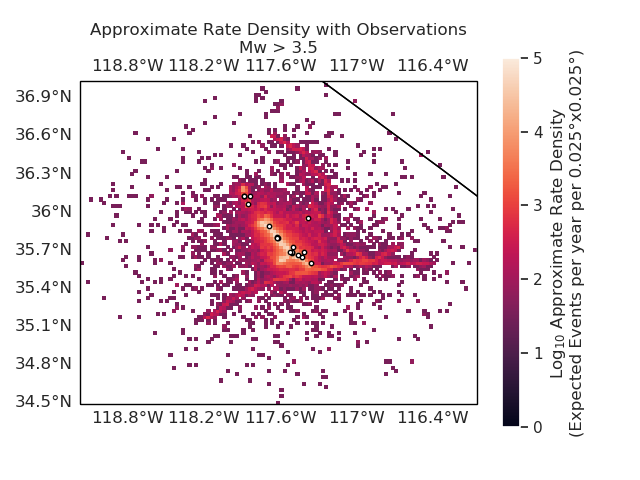 Approximate Rate Density with Observations
Mw > 3.5
118.8°W 118.2°W 117.6°W 117°W 116.4°W
36.9°N
36.6°N
36.3°N
36°N
35.7°N
35.4°N
35.1°N
34.8°N
34.5°N
118.8°W 118.2°W 117.6°W 117°W 116.4°W
5
4
3
2
1
0
Log₁₀ Approximate Rate Density
(Expected Events per year per 0.025°x0.025°)